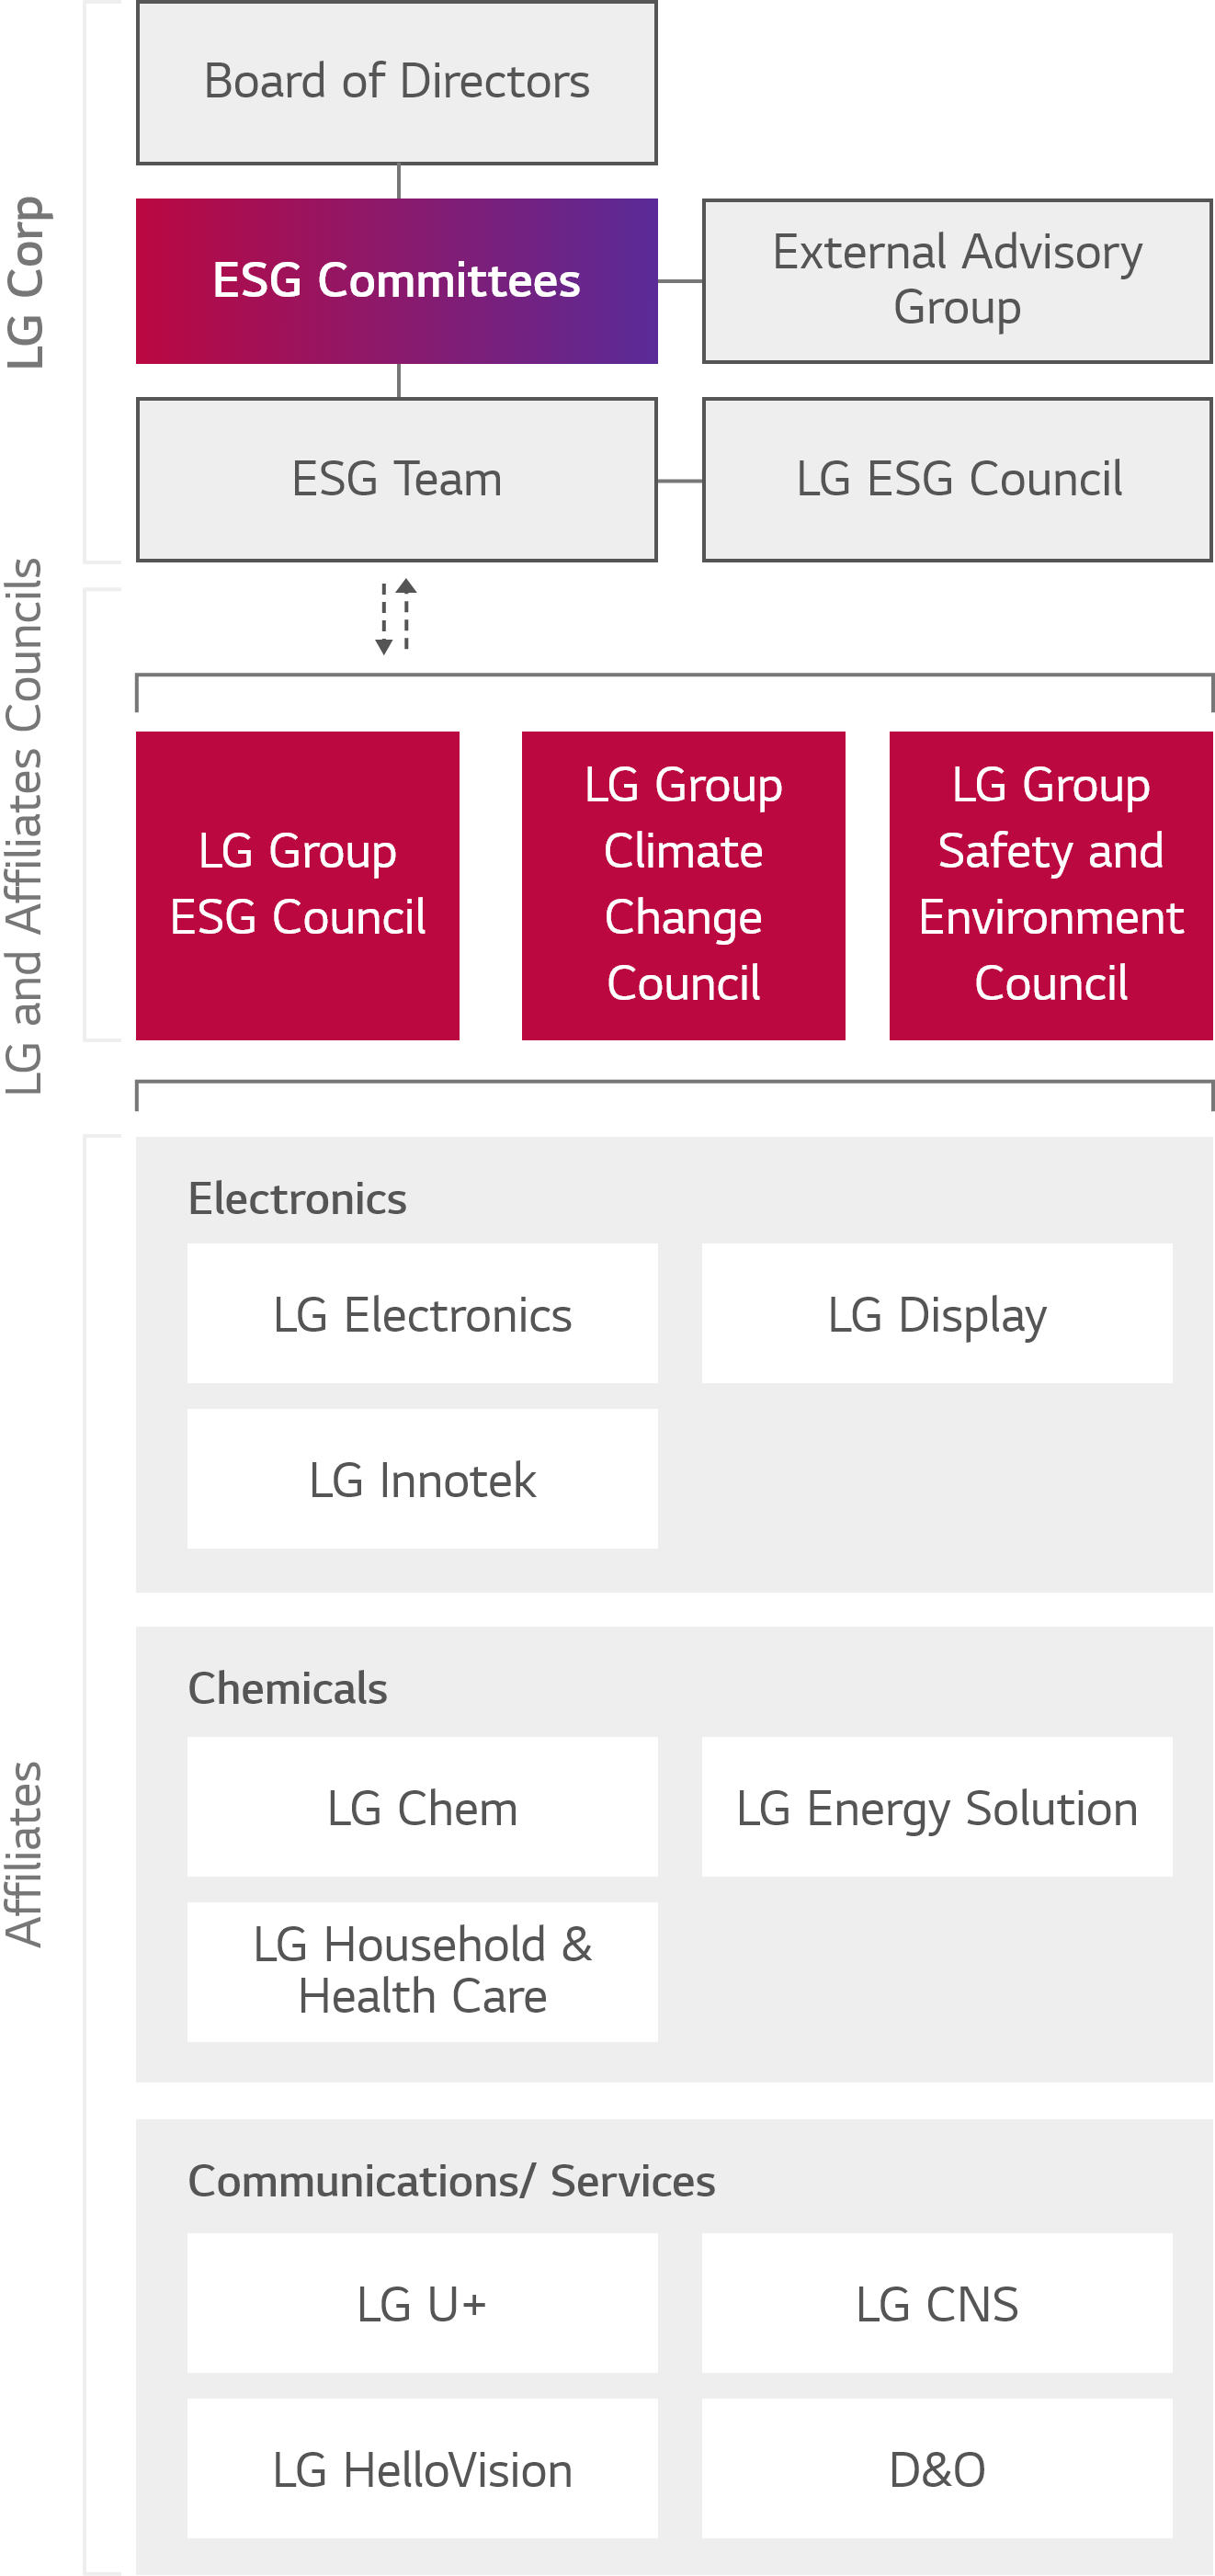 LG Corp
Board of Directors
ESG Committees
External Advisory
Group
ESG Team
LG ESG Council
LG and Affiliates Councils
LG Group
ESG Council
LG Group
Climate
Change
Council
LG Group
Safety and
Environment
Council
Affiliates
Electronics
LG Electronics
LG Display
LG Innotek
Chemicals
LG Chem
LG Energy Solution
LG Household &
Health Care
Communications/ Services
LG U+
LG CNS
LG HelloVision
D&O